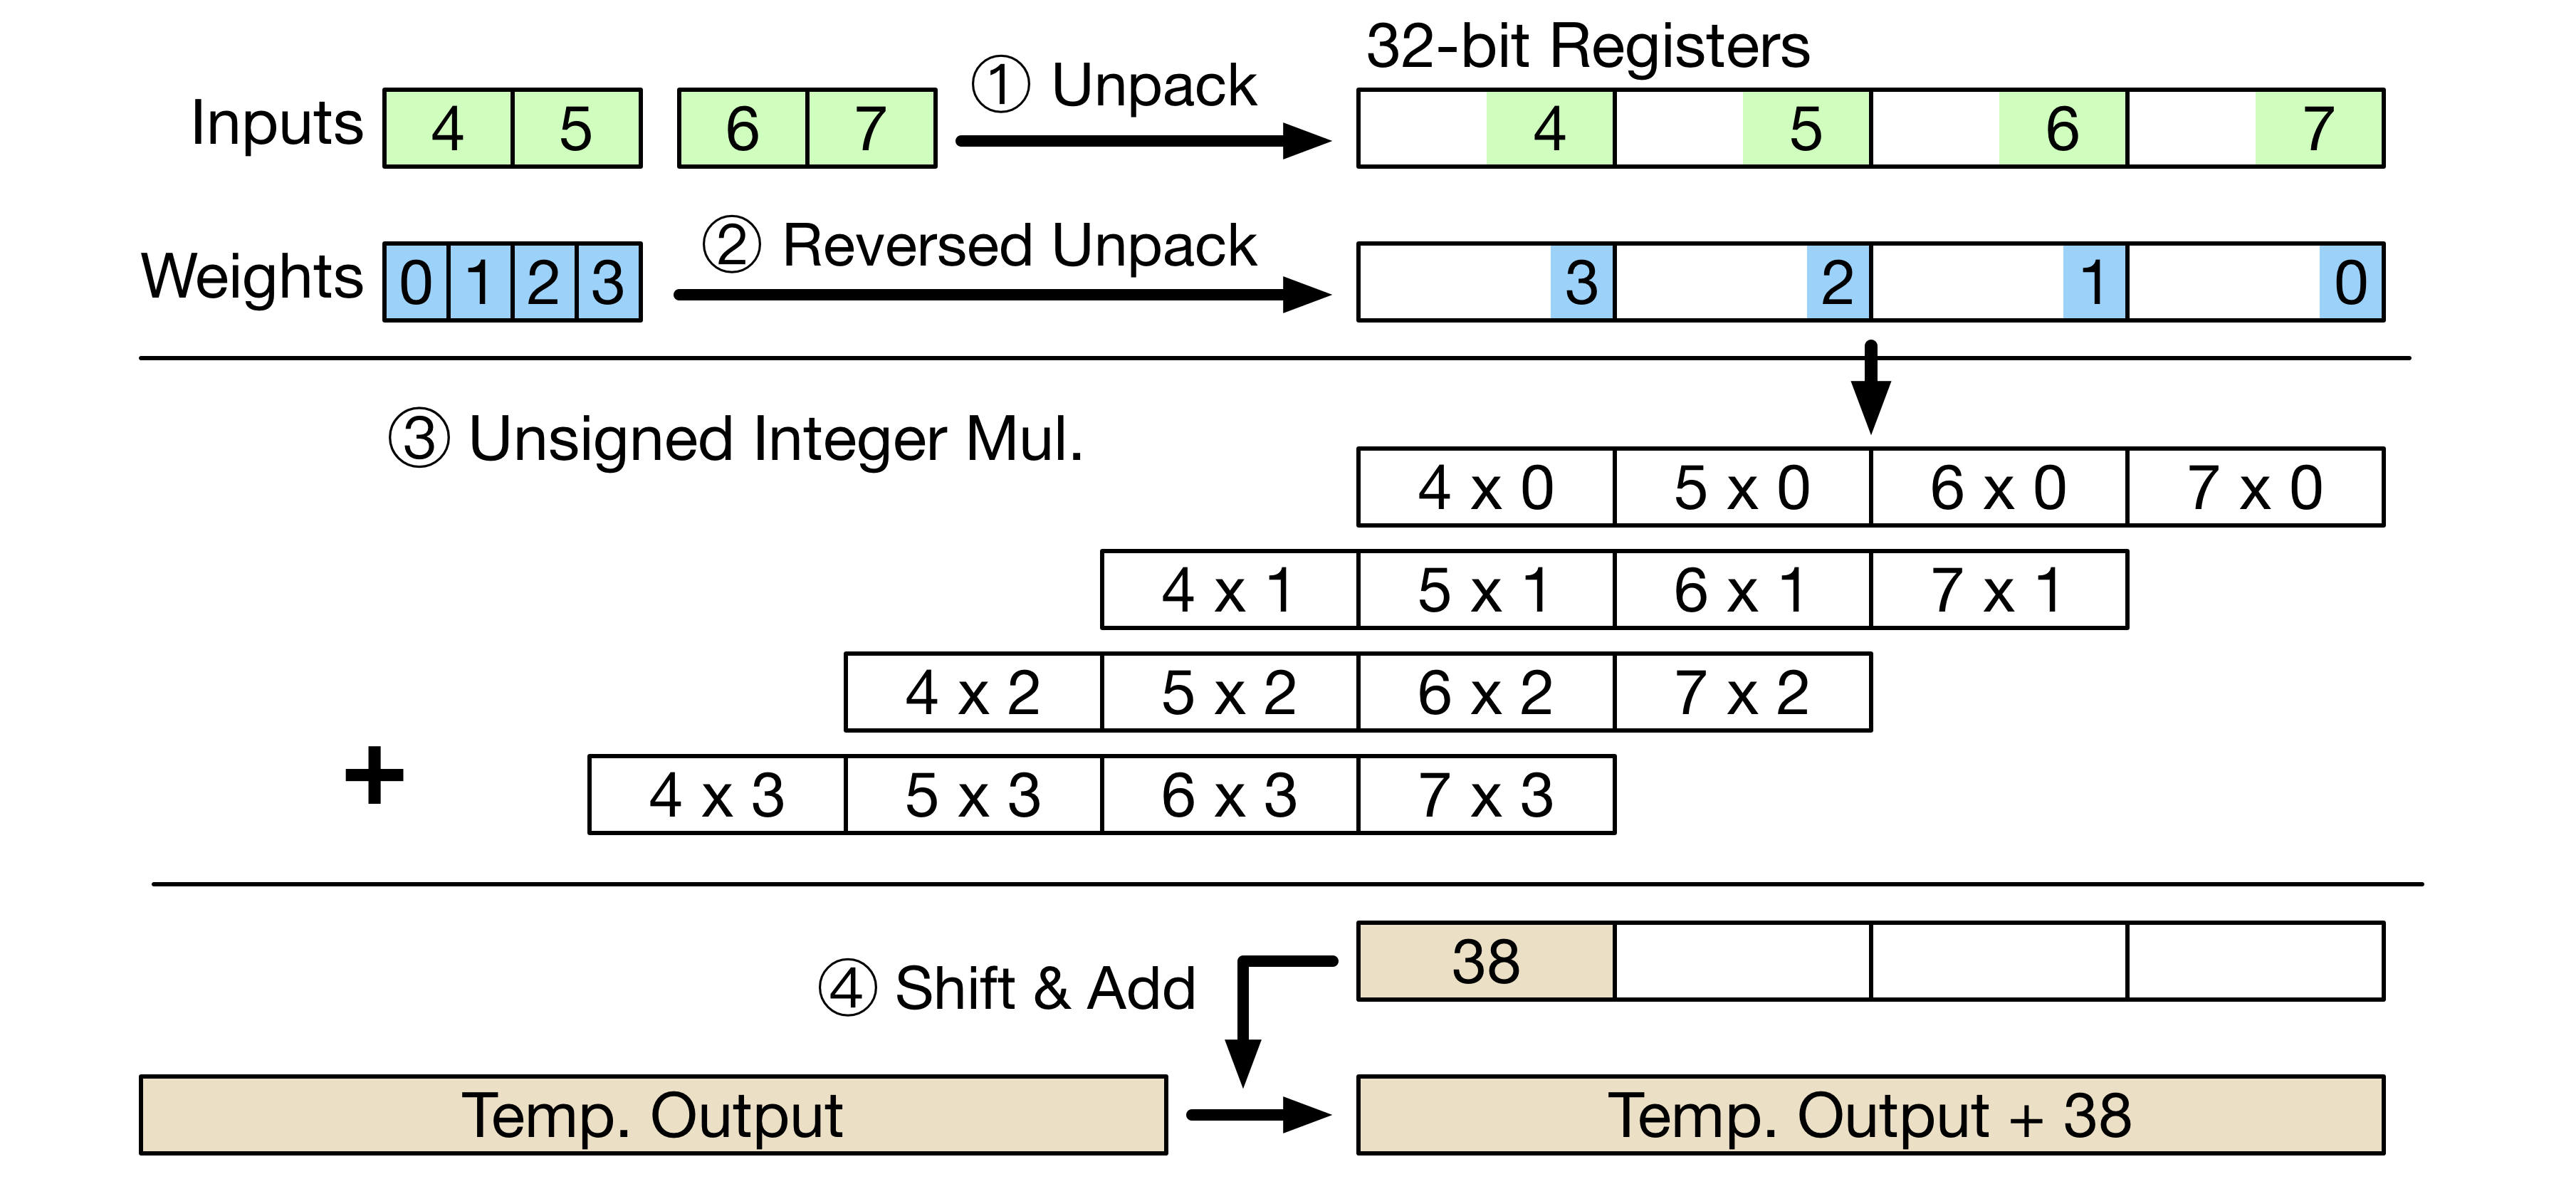 32-bit Registers
Inputs 4 5 6 7 ① Unpack 4 5 6 7
Weights 0 1 2 3 ② Reversed Unpack 3 2 1 0
③ Unsigned Integer Mul.
4 x 0 5 x 0 6 x 0 7 x 0
4 x 1 5 x 1 6 x 1 7 x 1
4 x 2 5 x 2 6 x 2 7 x 2
+ 4 x 3 5 x 3 6 x 3 7 x 3
38
④ Shift & Add
Temp. Output Temp. Output + 38